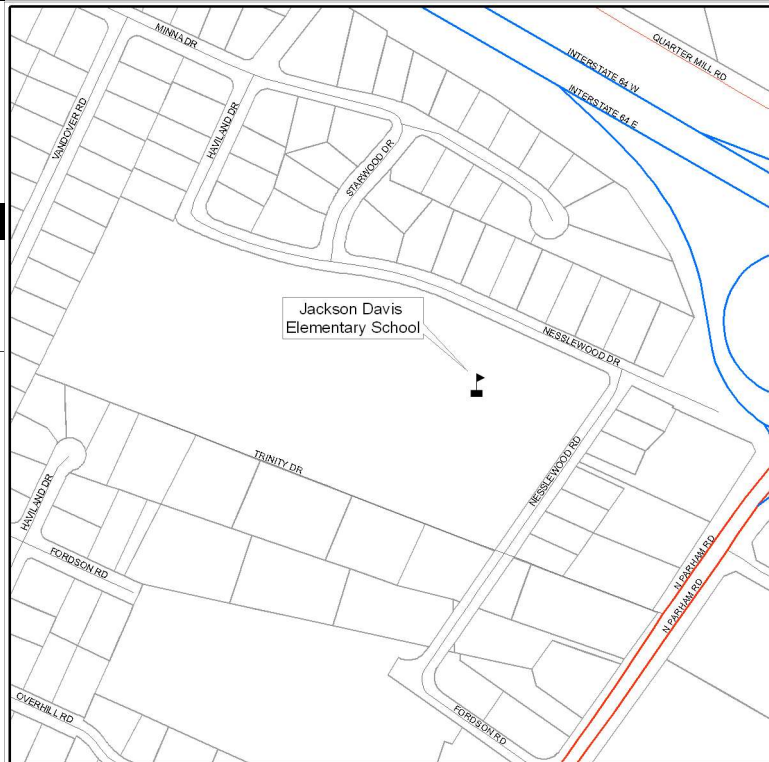 MINNA DR
QUARTER MILL RD
INTERSTATE 64 W
INTERSTATE 64 E
VANDOVER RD
HAVILAND DR
STARWOOD DR
Jackson Davis
Elementary School
NESSLEWOOD DR
TRINITY DR
NESSLEWOOD RD
HAVILAND DR
FORDSON RD
N PARHAM RD
N PARHAM RD
OVERHILL RD
FORDSON RD